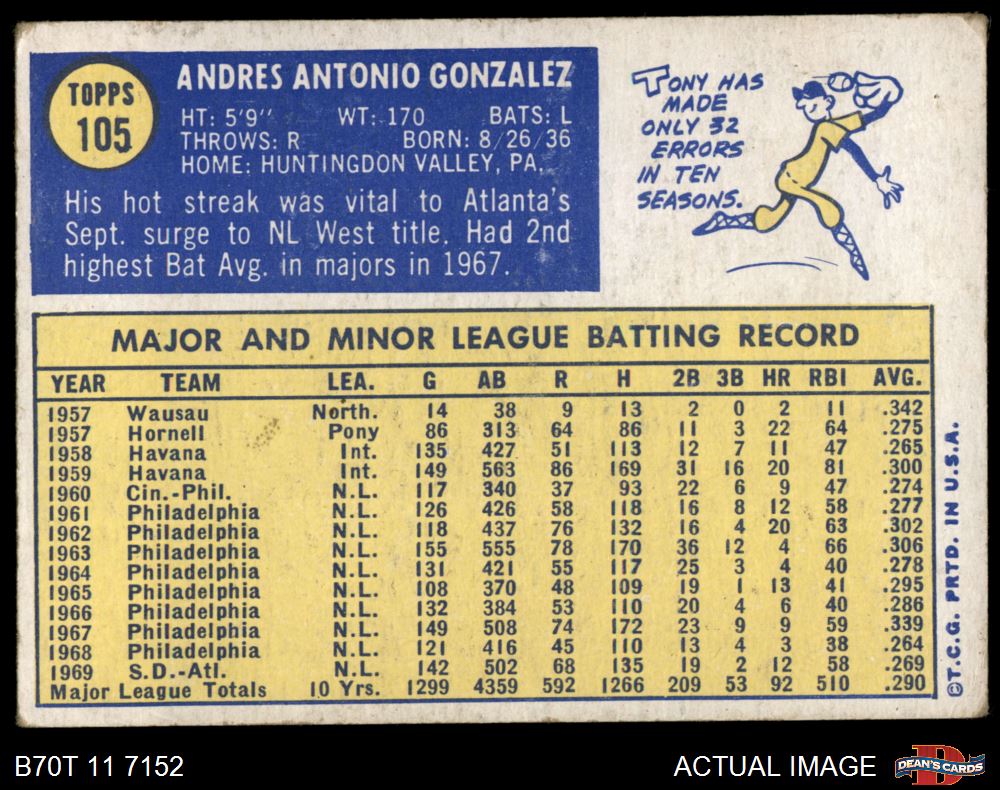 TOPPS
105
ANDRES ANTONIO GONZALEZ
HT: 5'9" WT: 170 BATS: L
THROWS: R BORN: 8/26/36
HOME: HUNTINGDON VALLEY, PA.
His hot streak was vital to Atlanta's
Sept. surge to NL West title. Had 2nd
highest Bat Avg. in majors in 1967.
TONY HAS
MADE
ONLY 32
ERRORS
IN TEN
SEASONS.
MAJOR AND MINOR LEAGUE BATTING RECORD
YEAR TEAM LEA. G AB R H 2B 3B HR RBI AVG.
1957 Wausau North. 14 38 9 13 2 0 2 11 .342
1957 Hornell Pony 86 313 64 86 11 3 22 64 .275
1958 Havana Int. 135 427 51 113 12 7 11 47 .265
1959 Havana Int. 149 563 86 169 31 16 20 81 .300
1960 Cin.-Phil. N.L. 117 340 37 93 22 6 9 47 .274
1961 Philadelphia N.L. 126 426 58 118 16 8 12 58 .277
1962 Philadelphia N.L. 118 437 76 132 16 4 20 63 .302
1963 Philadelphia N.L. 155 555 78 170 36 12 4 66 .306
1964 Philadelphia N.L. 131 421 55 117 25 3 4 40 .278
1965 Philadelphia N.L. 108 370 48 109 19 1 13 41 .295
1966 Philadelphia N.L. 132 384 53 110 20 4 6 40 .286
1967 Philadelphia N.L. 149 508 74 172 23 9 9 59 .339
1968 Philadelphia N.L. 121 416 45 110 13 4 3 38 .264
1969 S.D.-Atl. N.L. 142 502 68 135 19 2 12 58 .269
Major League Totals 10 Yrs. 1299 4359 592 1266 209 53 92 510 .290
©T.C.G. PRTD. IN U.S.A.
B70T 11 7152
ACTUAL IMAGE
DEAN'S CARDS